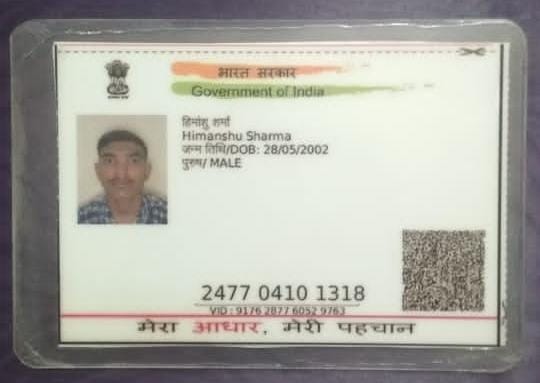 भारत सरकार
Government of India
हिमांशु शर्मा
Himanshu Sharma
जन्म तिथि/DOB: 28/05/2002
पुरुष/ MALE
2477 0410 1318
VID : 9176 2877 6052 9763
मेरा आधार, मेरी पहचान